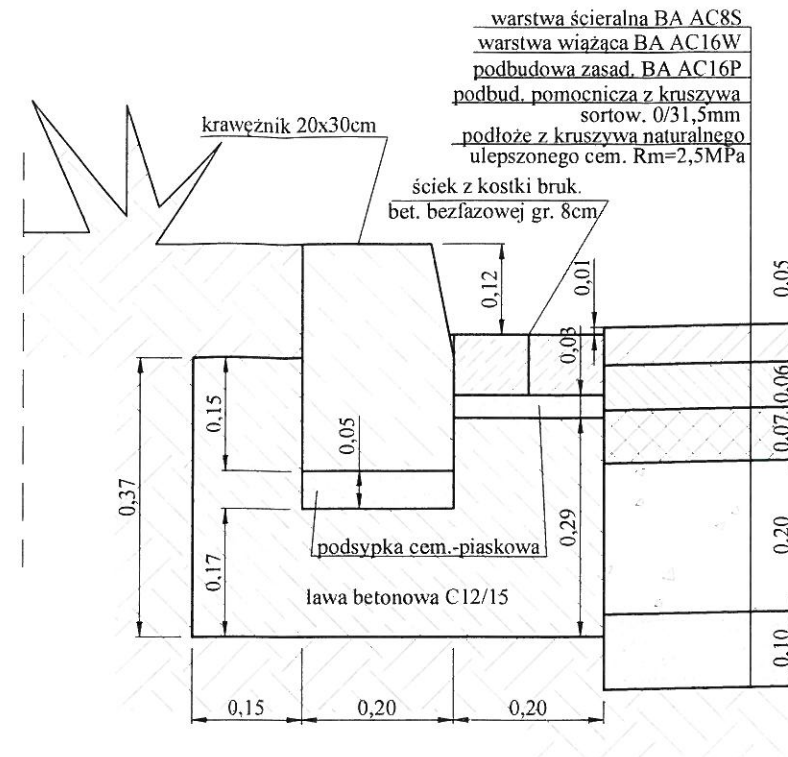 warstwa ścieralna BA AC8S
warstwa wiążąca BA AC16W
podbudowa zasad. BA AC16P
podbud. pomocnicza z kruszywa
sortow. 0/31,5mm
podłoże z kruszywa naturalnego
ulepszonego cem. Rm=2,5MPa
krawężnik 20x30cm
ściek z kostki bruk.
bet. bezfazowej gr. 8cm
0,12
0,01
0,05
0,03
0,06
0,07
0,15
0,05
0,37
0,17
0,29
0,20
0,10
podsypka cem.-piaskowa
ława betonowa C12/15
0,15
0,20
0,20